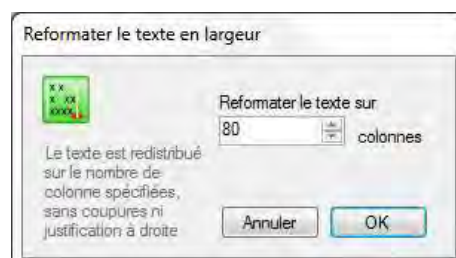 Reformater le texte en largeur
Reformater le texte sur
80
colonnes
Le texte est redistribué
sur le nombre de
colonne spécifiées,
sans coupures ni
justification à droite
Annuler
OK